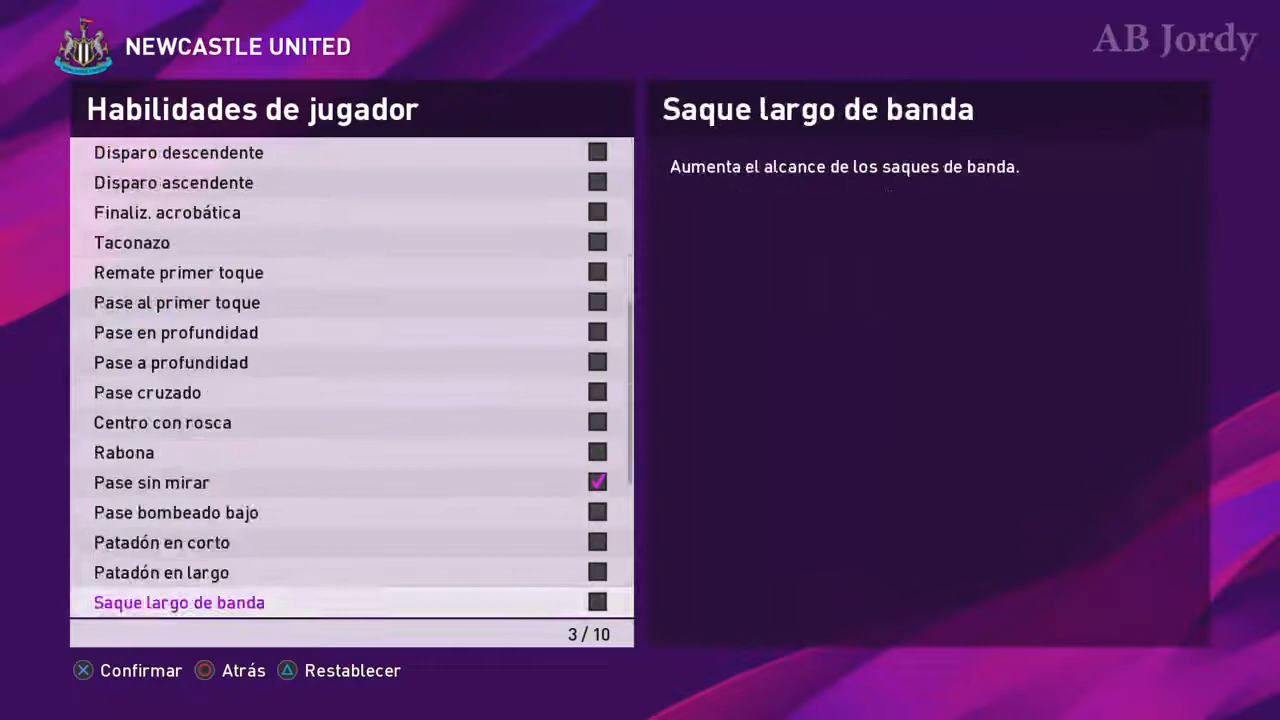 NEWCASTLE UNITED
AB Jordy
Habilidades de jugador
Disparo descendente
Disparo ascendente
Finaliz. acrobática
Taconazo
Remate primer toque
Pase al primer toque
Pase en profundidad
Pase a profundidad
Pase cruzado
Centro con rosca
Rabona
Pase sin mirar
Pase bombeado bajo
Patadón en corto
Patadón en largo
Saque largo de banda
3 / 10
Saque largo de banda
Aumenta el alcance de los saques de banda.
Confirmar Atrás Restablecer